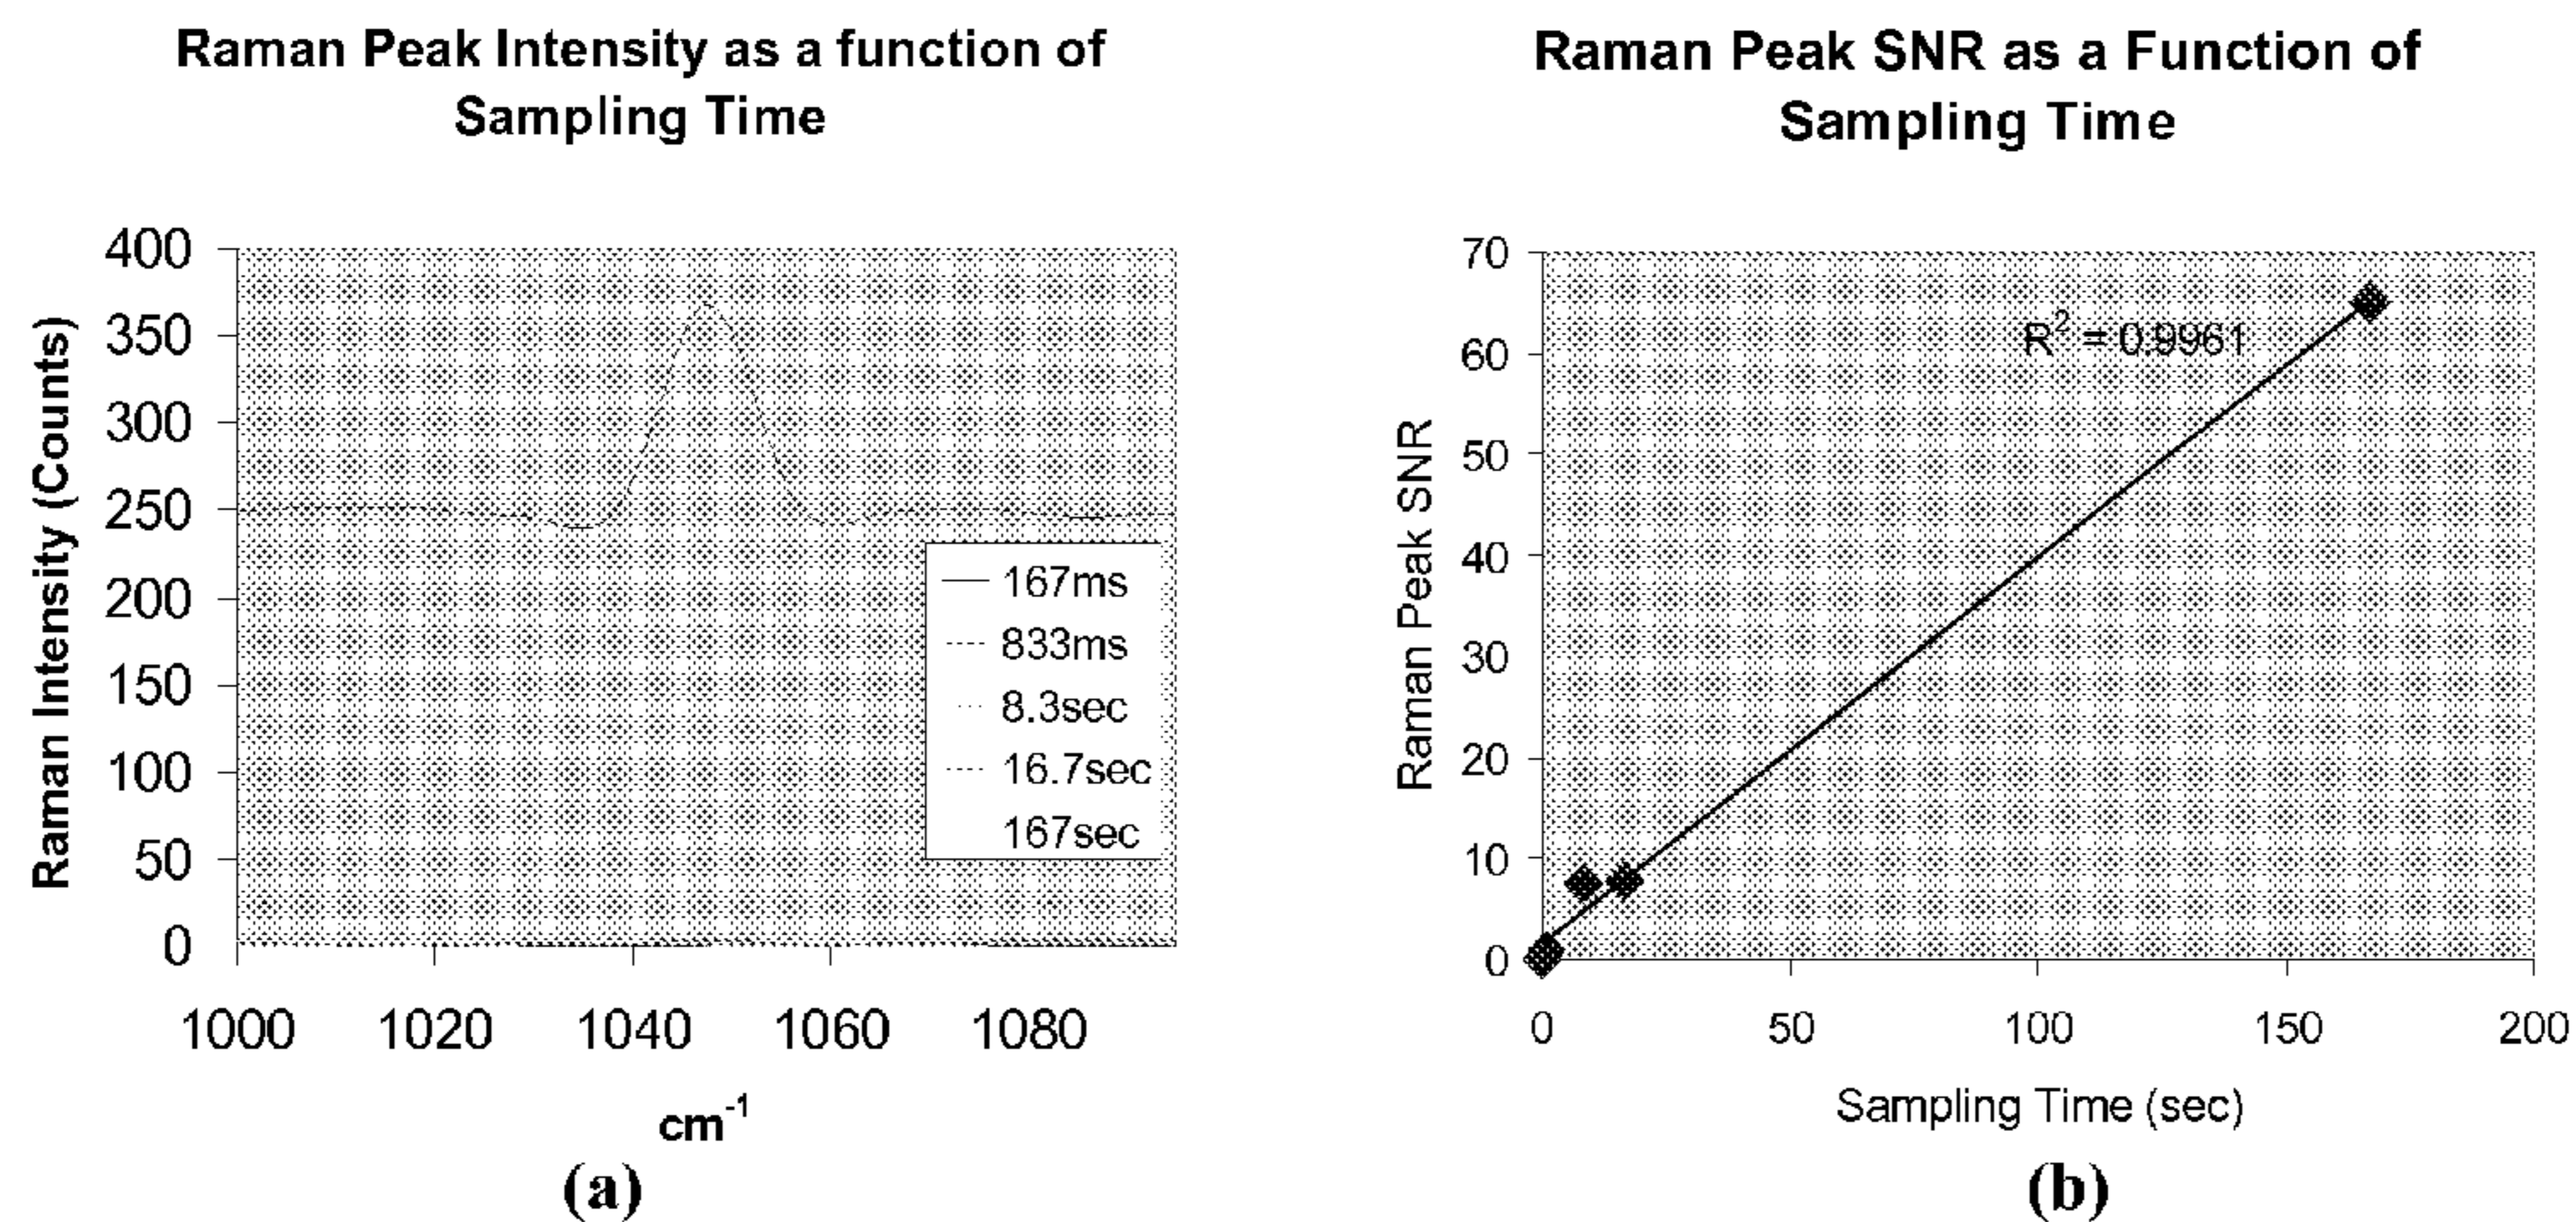 Raman Peak Intensity as a function of
Sampling Time
400
350
300
250
200
150
100
50
0
Raman Intensity (Counts)
167ms
833ms
8.3sec
16.7sec
167sec
1000 1020 1040 1060 1080
cm-1
(a)
Raman Peak SNR as a Function of
Sampling Time
70
60
50
40
30
20
10
0
Raman Peak SNR
R2 = 0.9961
0 50 100 150 200
Sampling Time (sec)
(b)